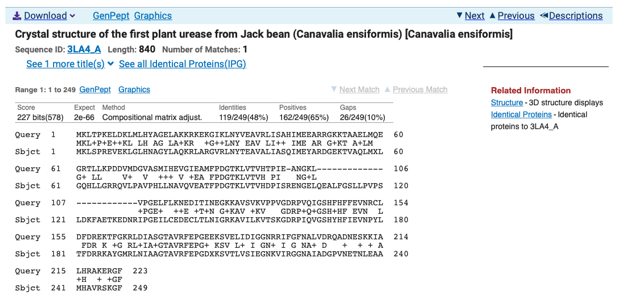 Download GenPept Graphics Next Previous Descriptions
Crystal structure of the first plant urease from Jack bean (Canavalia ensiformis) [Canavalia ensiformis]
Sequence ID: 3LA4_A Length: 840 Number of Matches: 1
See 1 more title(s) See all Identical Proteins(IPG)
Range 1: 1 to 249 GenPept Graphics Next Match Previous Match
Related Information
Structure - 3D structure displays
Identical Proteins - Identical
proteins to 3LA4_A
Score Expect Method Identities Positives Gaps
227 bits(578) 2e-66 Compositional matrix adjust. 119/249(48%) 162/249(65%) 26/249(10%)
Query 1 MKLTPKELDKLMLHYAGELAKKRKEKGIKLNYVEAVRLISAHIMEEARRGKKTAAELMQE 60
MKL+P+E++KL LH AG LA+KR +G++LNY EAV LI++ IME AR G+KT A+LM
Sbjct 1 MKLSPREVEKLGLHNAGYLAQKRLARGVRLNYTEAVALIASQIMEYARDGEKTVAQLMXL 60
Query 61 GRTLLKPDDVMDGVASMIHEVGIEAMFPDGTKLVTVHTPIE-ANGKL------------- 106
G+ LL V+ V +++ V+EA FPDGTKLVTVH PI NG+L
Sbjct 61 GQHLLGRRQVLPAVPHLLNAVQVEATFPDGTKLVTVHDPISRENGELQEALFGSLLPVPS 120
Query 107 ------------VPGELFLKNEDITINEGKKAVSVKVKNVGDRPVQIGSHFHFFEVNRCL 154
+PGE+ ++E +T+N G+KAV +KV GDRP+Q+GSH+HF EVN L
Sbjct 121 LDKFAETKEDNRIPGEILCEDECLTLNIGRKAVILKVTSKGDRPIQVGSHYHFIEVNPYL 180
Query 155 DFDREKTFGKRLDIASGTAVRFEPGEEKSVELIDIGGNRRIFGFNALVDRQADNESKKIA 214
FDR K +G RL+IA+GTAVRFEPG+ KSV L+ I GN+ I GNA+ D + + + A
Sbjct 181 TFDRRKAYGMRLNIAAGTAVRFEPGDXKSVTLVSIEGNKVIRGGNAIADGPVNETNLEAA 240
Query 215 LHRAKERGF 223
+H + +GF
Sbjct 241 MHAVRSKGF 249